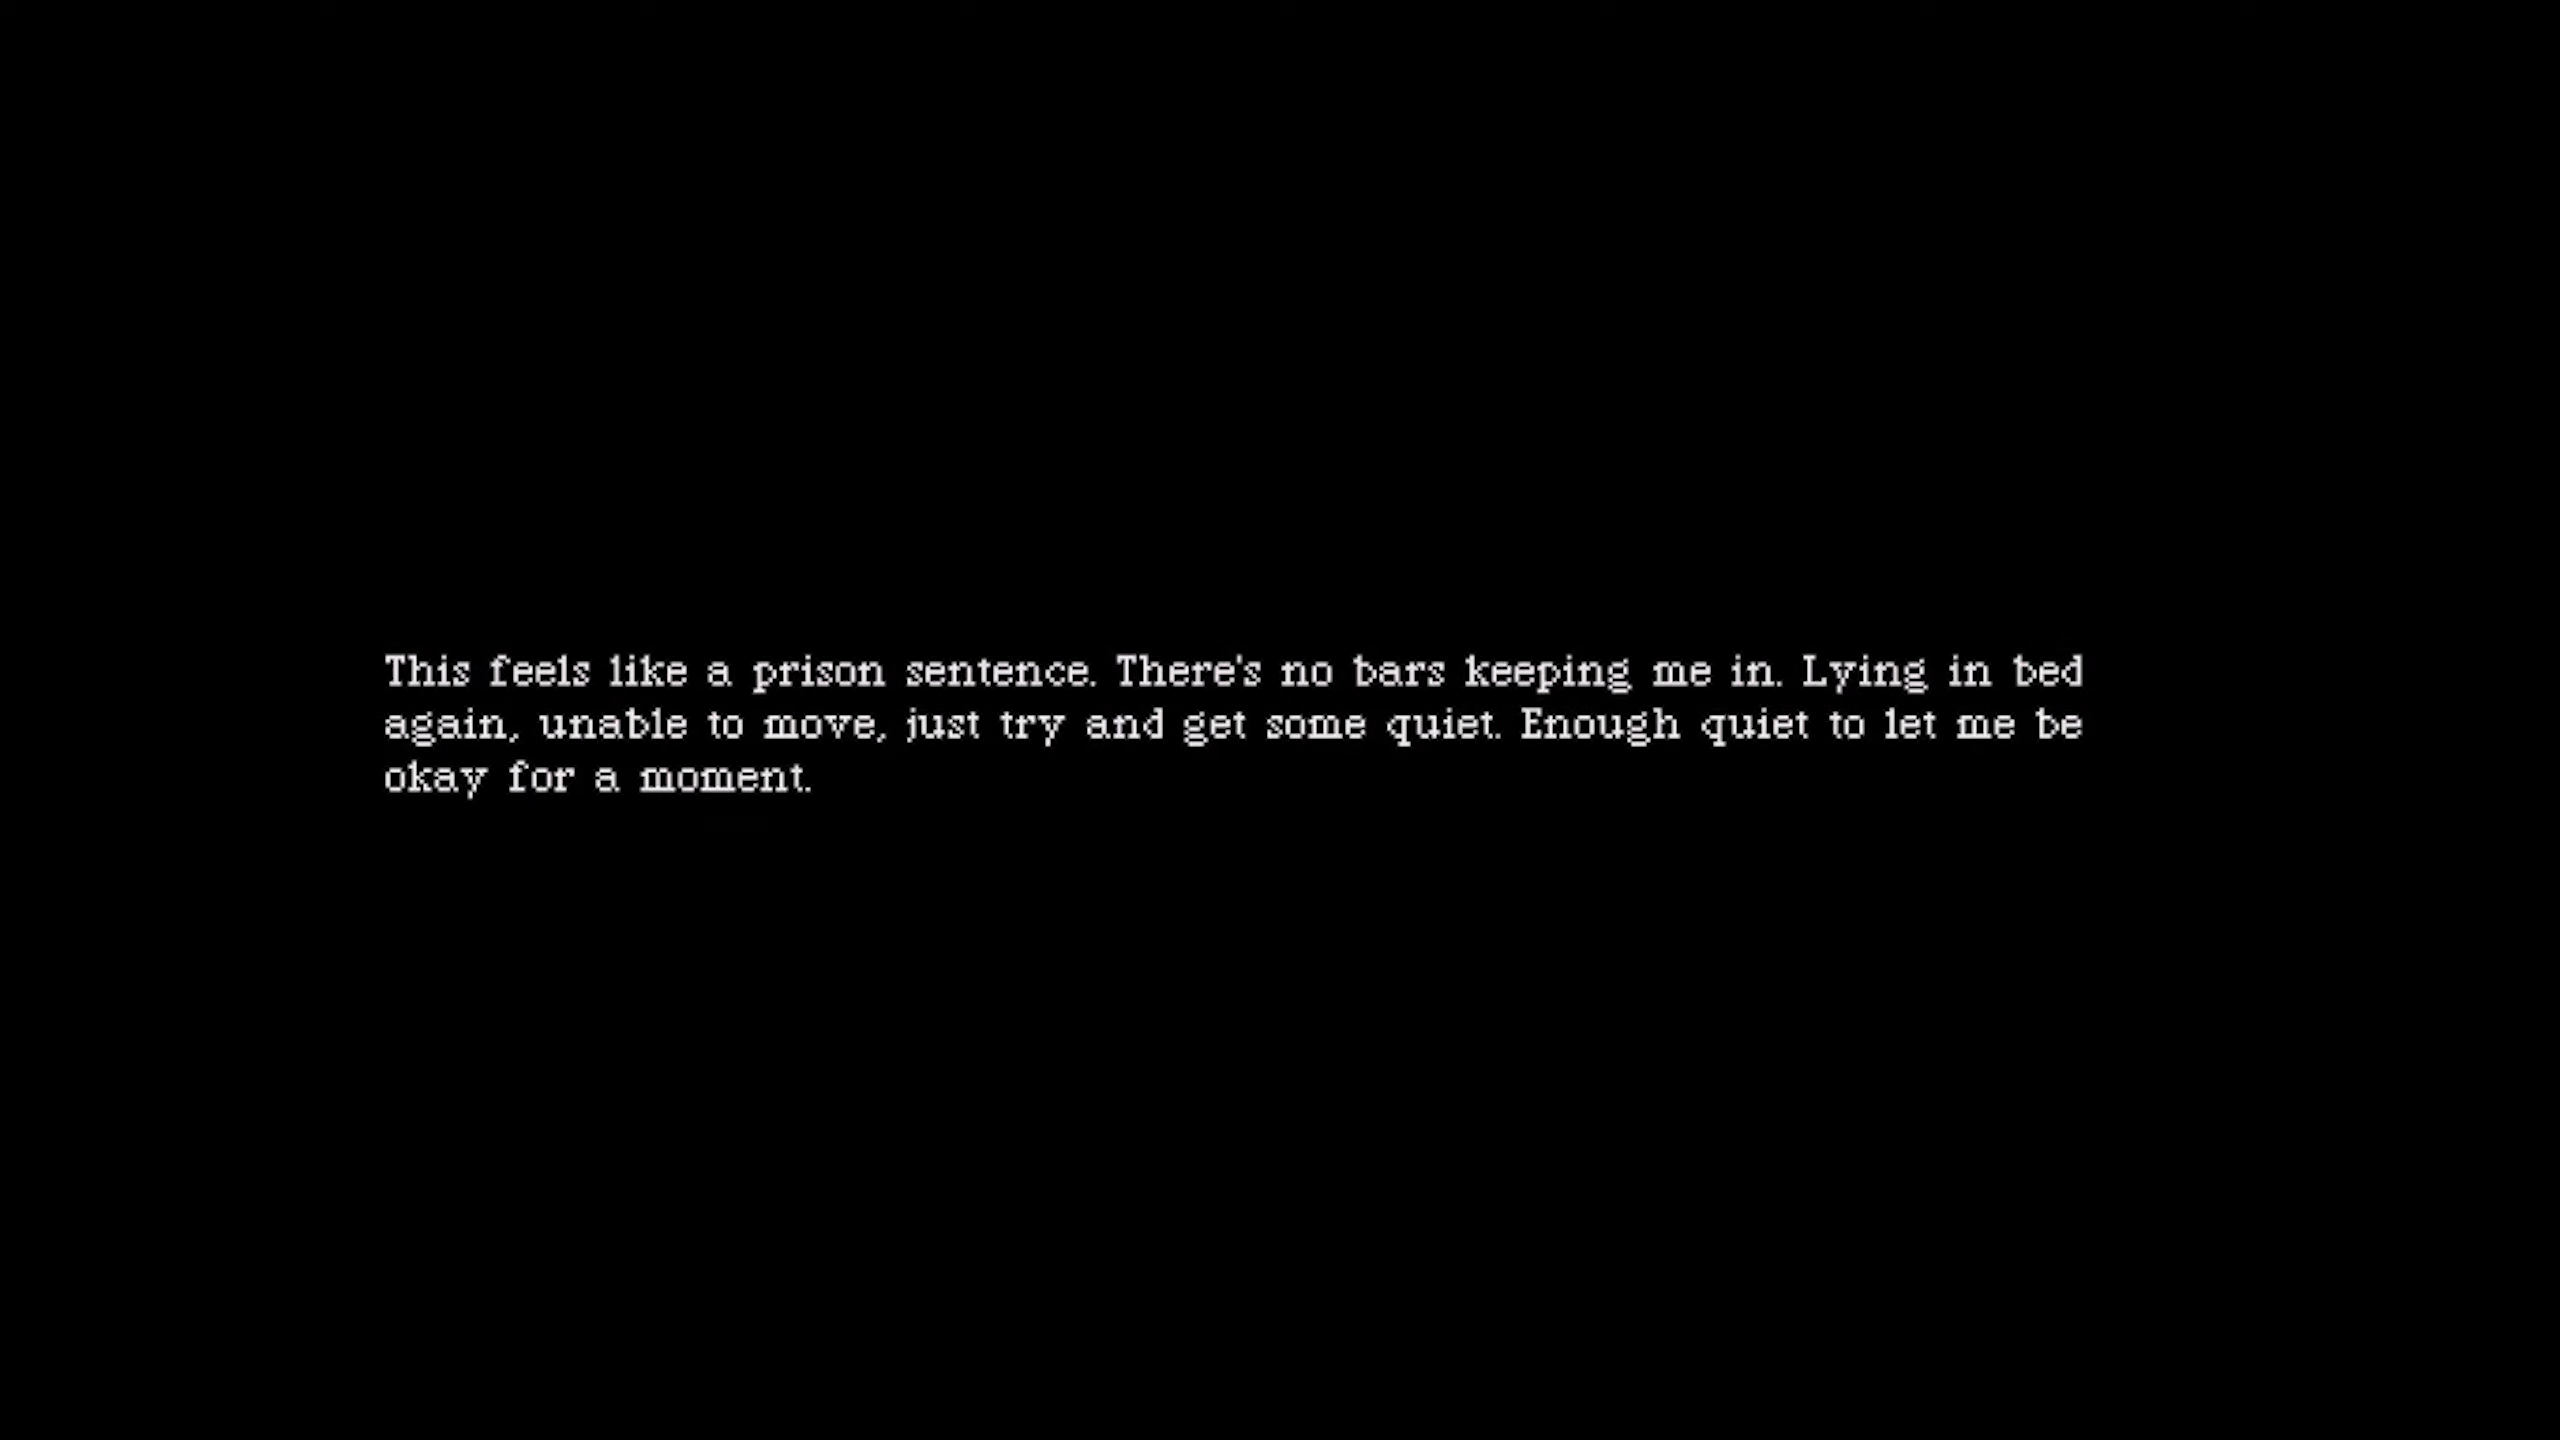 This feels like a prison sentence. There's no bars keeping me in. Lying in bed
again, unable to move, just try and get some quiet. Enough quiet to let me be
okay for a moment.